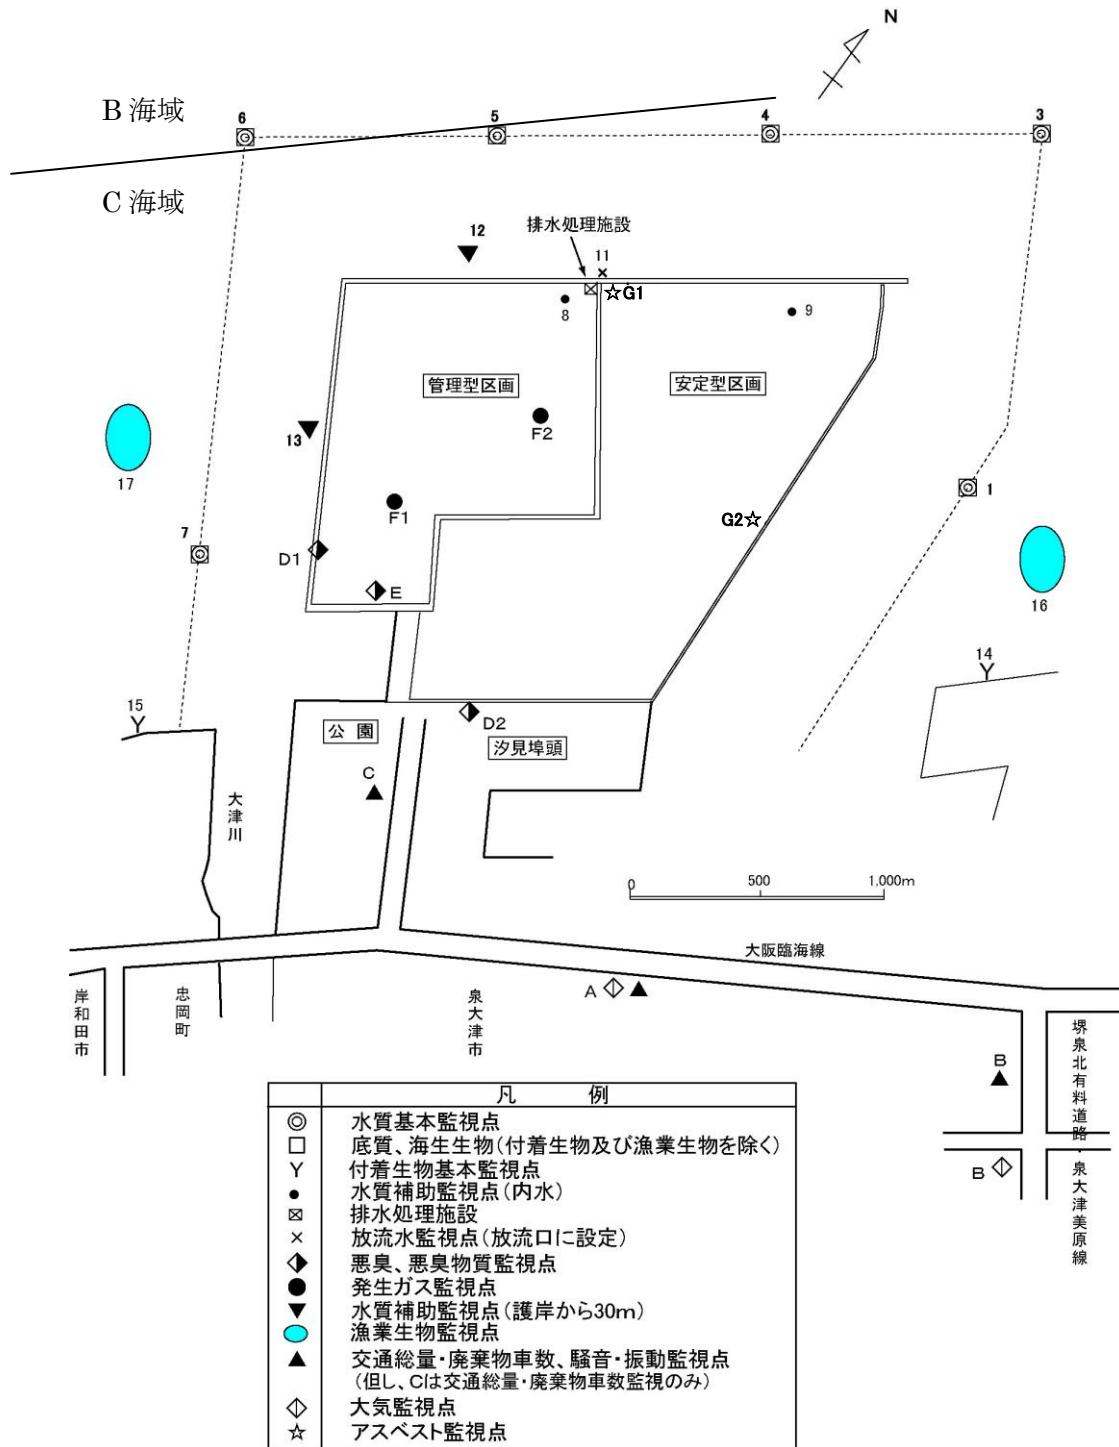 N
B 海域
6
5
4
3
C 海域
12
排水処理施設
11
G1
8
9
管理型区画
安定型区画
F2
13
17
F1
G2
1
7
D1
E
16
14
15
D2
公 園
汐見埠頭
C
大津川
0
500
1,000m
大阪臨海線
A
岸和田市
忠岡町
泉大津市
B
堺泉北有料道路・泉大津美原線
B
凡 例
水質基本監視点
底質、海生生物(付着生物及び漁業生物を除く)
付着生物基本監視点
水質補助監視点(内水)
排水処理施設
放流水監視点(放流口に設定)
悪臭、悪臭物質監視点
発生ガス監視点
水質補助監視点(護岸から30m)
漁業生物監視点
交通総量・廃棄物車数、騒音・振動監視点
(但し、Cは交通総量・廃棄物車数監視のみ)
大気監視点
アスベスト監視点